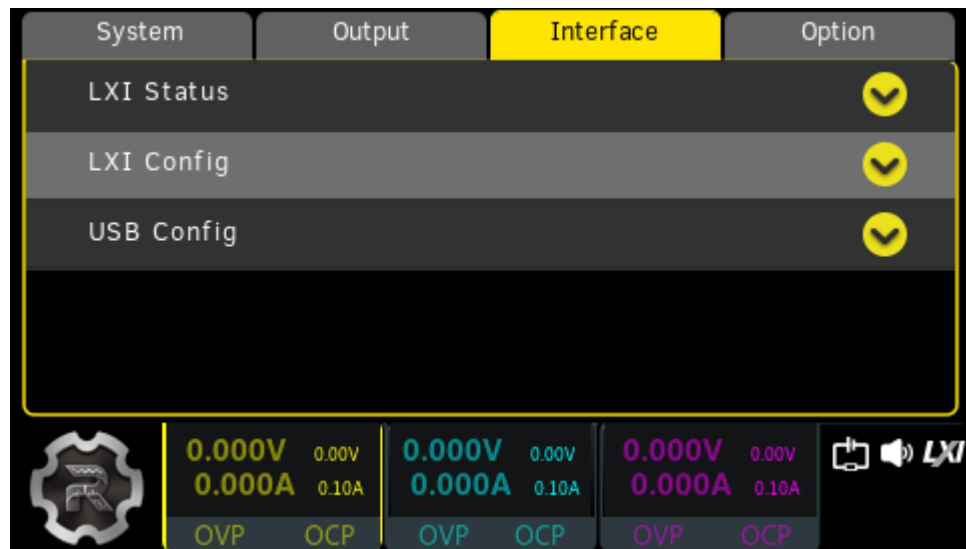 System Output Interface Option
LXI Status
LXI Config
USB Config
0.000V 0.00V 0.000V 0.00V 0.000V 0.00V LXI
0.000A 0.10A 0.000A 0.10A 0.000A 0.10A
OVP OCP OVP OCP OVP OCP
R